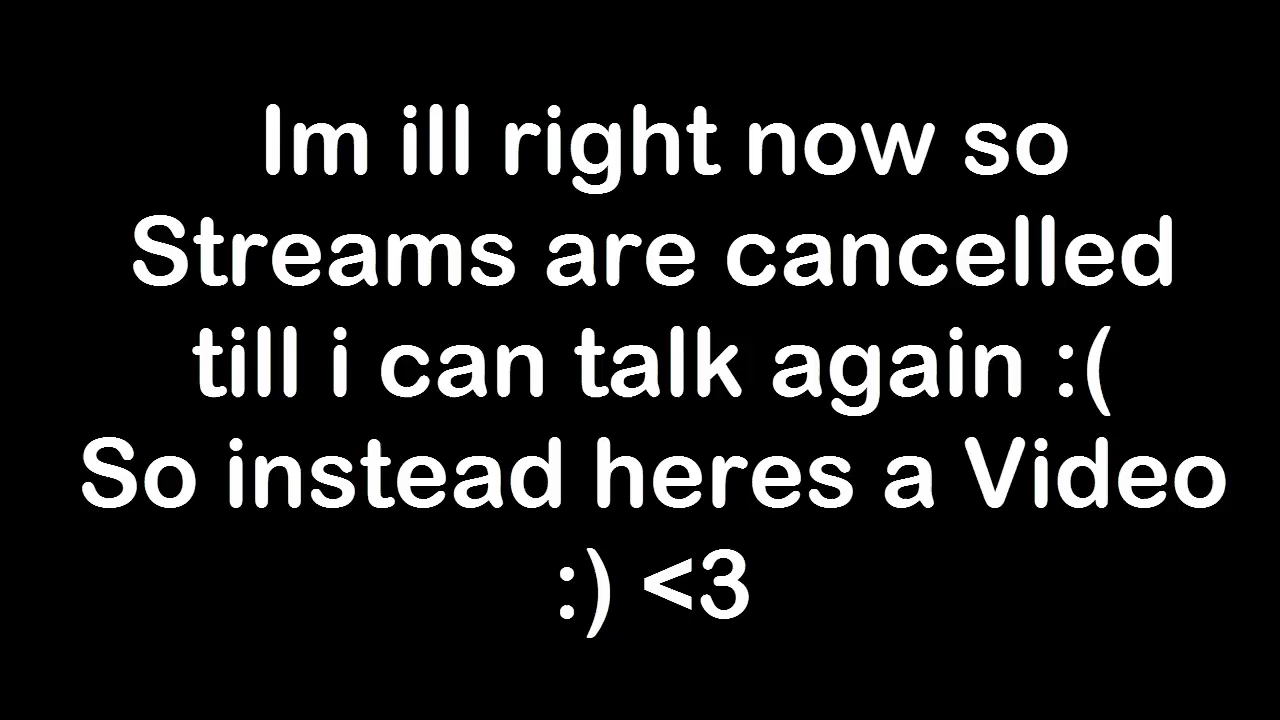 Im ill right now so
Streams are cancelled
till i can talk again :(
So instead heres a Video
:) <3